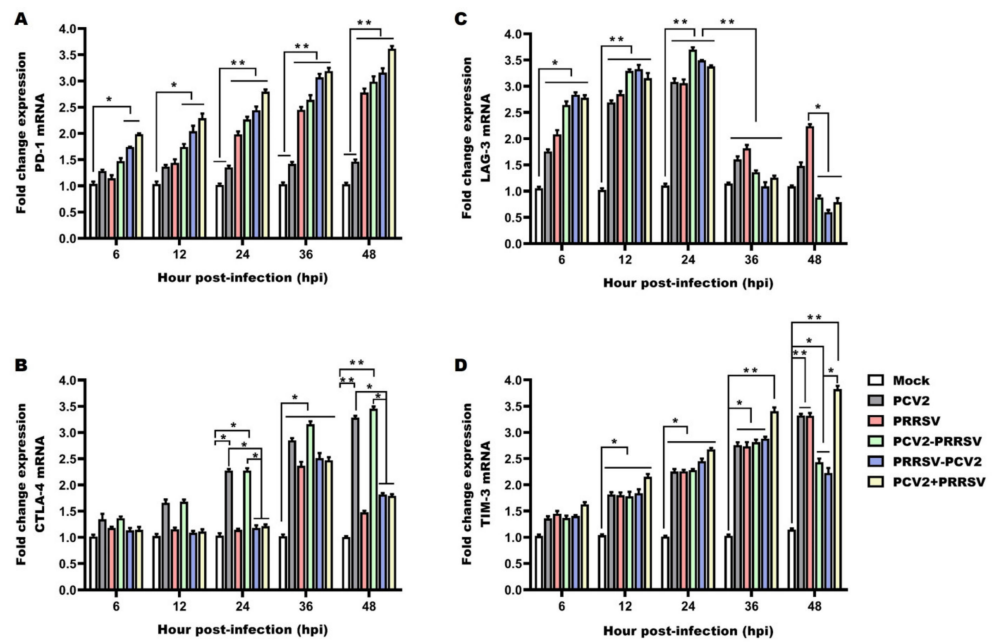 A
Fold change expression
PD-1 mRNA
4.0
3.5
3.0
2.5
2.0
1.5
1.0
0.5
0.0
*
*
**
**
**
6 12 24 36 48
Hour post-infection (hpi)
C
Fold change expression
LAG-3 mRNA
4.0
3.5
3.0
2.5
2.0
1.5
1.0
0.5
0.0
*
**
**
**
*
6 12 24 36 48
Hour post-infection (hpi)
B
Fold change expression
CTLA-4 mRNA
4.0
3.5
3.0
2.5
2.0
1.5
1.0
0.5
0.0
*
* *
*
*
**
** *
*
6 12 24 36 48
Hour post-infection (hpi)
D
Fold change expression
TIM-3 mRNA
4.0
3.5
3.0
2.5
2.0
1.5
1.0
0.5
0.0
*
*
**
*
**
*
**
*
6 12 24 36 48
Hour post-infection (hpi)
Mock
PCV2
PRRSV
PCV2-PRRSV
PRRSV-PCV2
PCV2+PRRSV